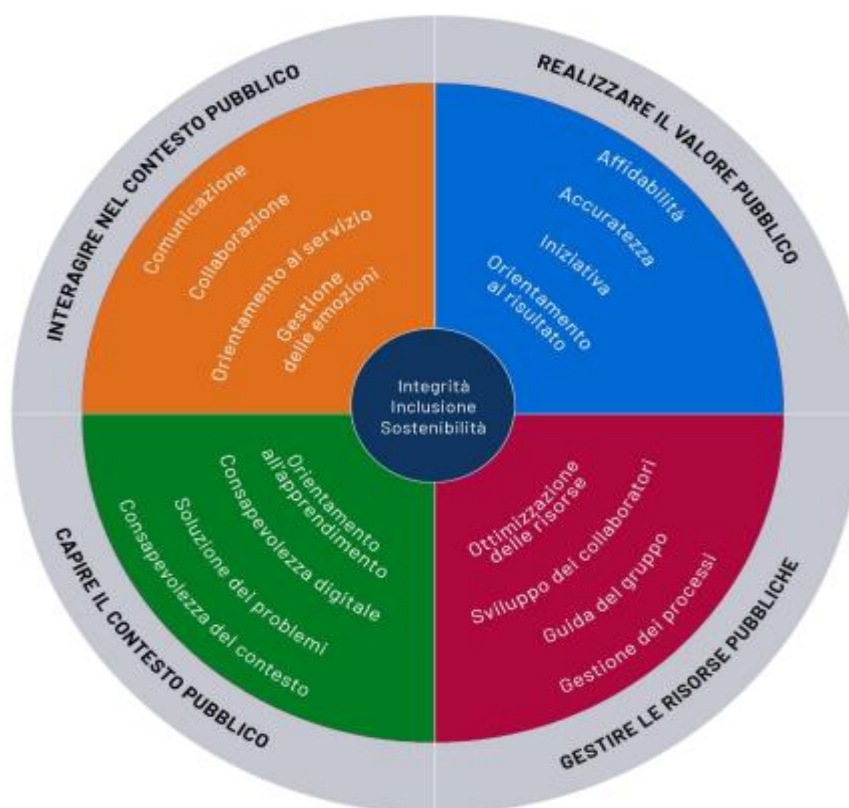 INTERAGIRE NEL CONTESTO PUBBLICO
Comunicazione
Collaborazione
Orientamento al servizio
Gestione
delle emozioni
REALIZZARE IL VALORE PUBBLICO
Affidabilità
Accuratezza
Iniziativa
Orientamento
al risultato
Integrità
Inclusione
Sostenibilità
CAPIRE IL CONTESTO PUBBLICO
Orientamento
all'apprendimento
Consapevolezza digitale
Soluzione dei problemi
Consapevolezza del contesto
GESTIRE LE RISORSE PUBBLICHE
Ottimizzazione
delle risorse
Sviluppo dei collaboratori
Guida del gruppo
Gestione dei processi